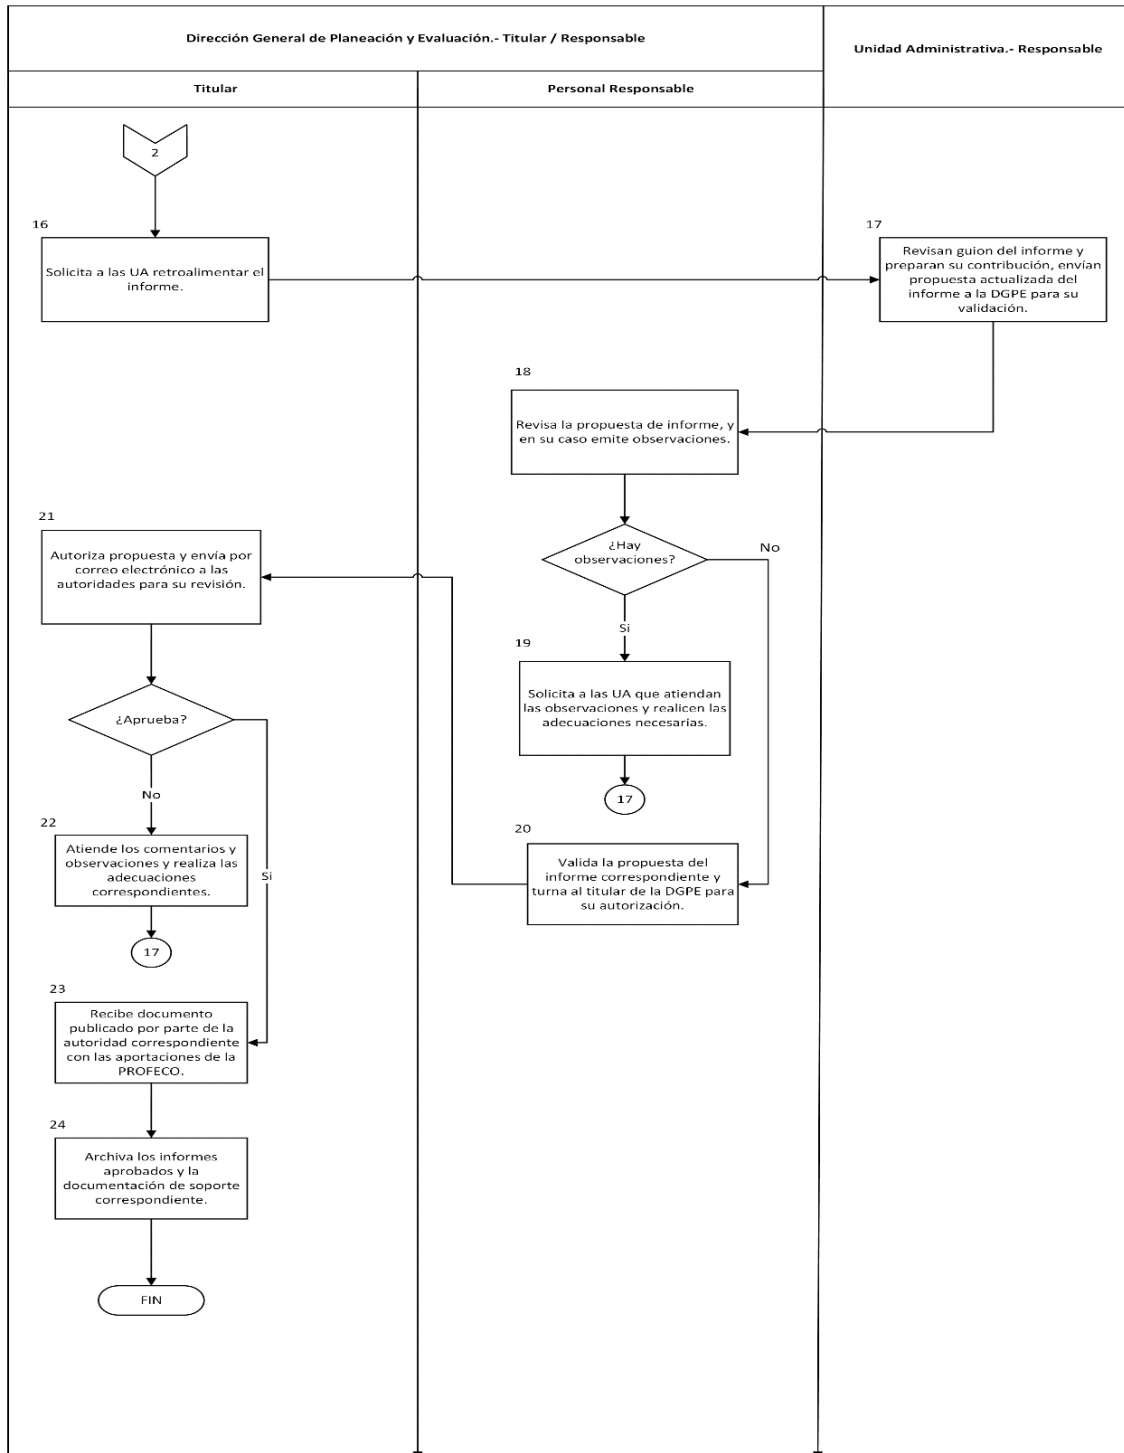 Dirección General de Planeación y Evaluación.- Titular / Responsable
Unidad Administrativa.- Responsable
Titular
Personal Responsable
2
16
Solicita a las UA retroalimentar el
informe.
17
Revisan guion del informe y
preparan su contribución, envían
propuesta actualizada del
informe a la DGPE para su
validación.
18
Revisa la propuesta de informe, y
en su caso emite observaciones.
¿Hay
observaciones?
No
Si
19
Solicita a las UA que atiendan
las observaciones y realicen las
adecuaciones necesarias.
17
20
Valida la propuesta del
informe correspondiente y
turna al titular de la DGPE para
su autorización.
21
Autoriza propuesta y envía por
correo electrónico a las
autoridades para su revisión.
¿Aprueba?
No
Si
22
Atiende los comentarios y
observaciones y realiza las
adecuaciones
correspondientes.
17
23
Recibe documento
publicado por parte de la
autoridad correspondiente
con las aportaciones de la
PROFECO.
24
Archiva los informes
aprobados y la
documentación de soporte
correspondiente.
FIN